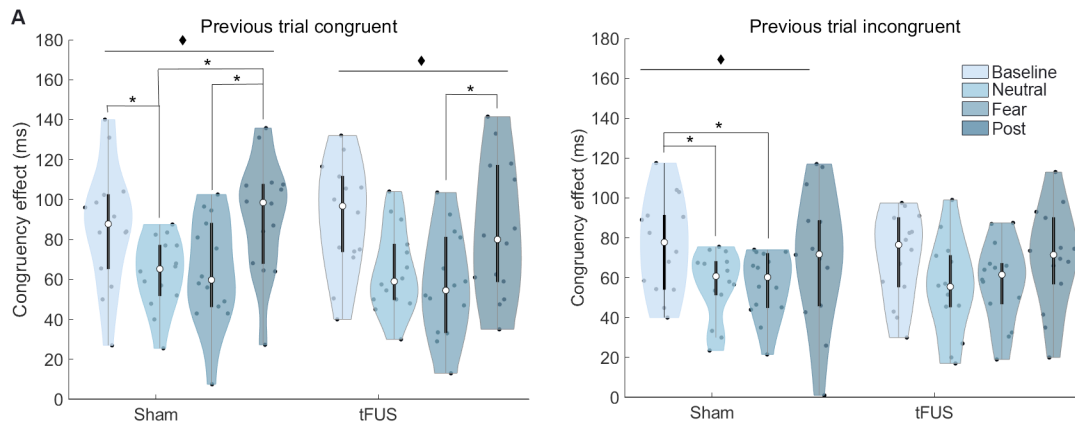 A
Previous trial congruent
Previous trial incongruent
Congruency effect (ms)
180
160
140
120
100
80
60
40
20
0
♦
♦
*
*
*
*
Sham
tFUS
Congruency effect (ms)
180
160
140
120
100
80
60
40
20
0
♦
*
*
Sham
tFUS
Baseline
Neutral
Fear
Post